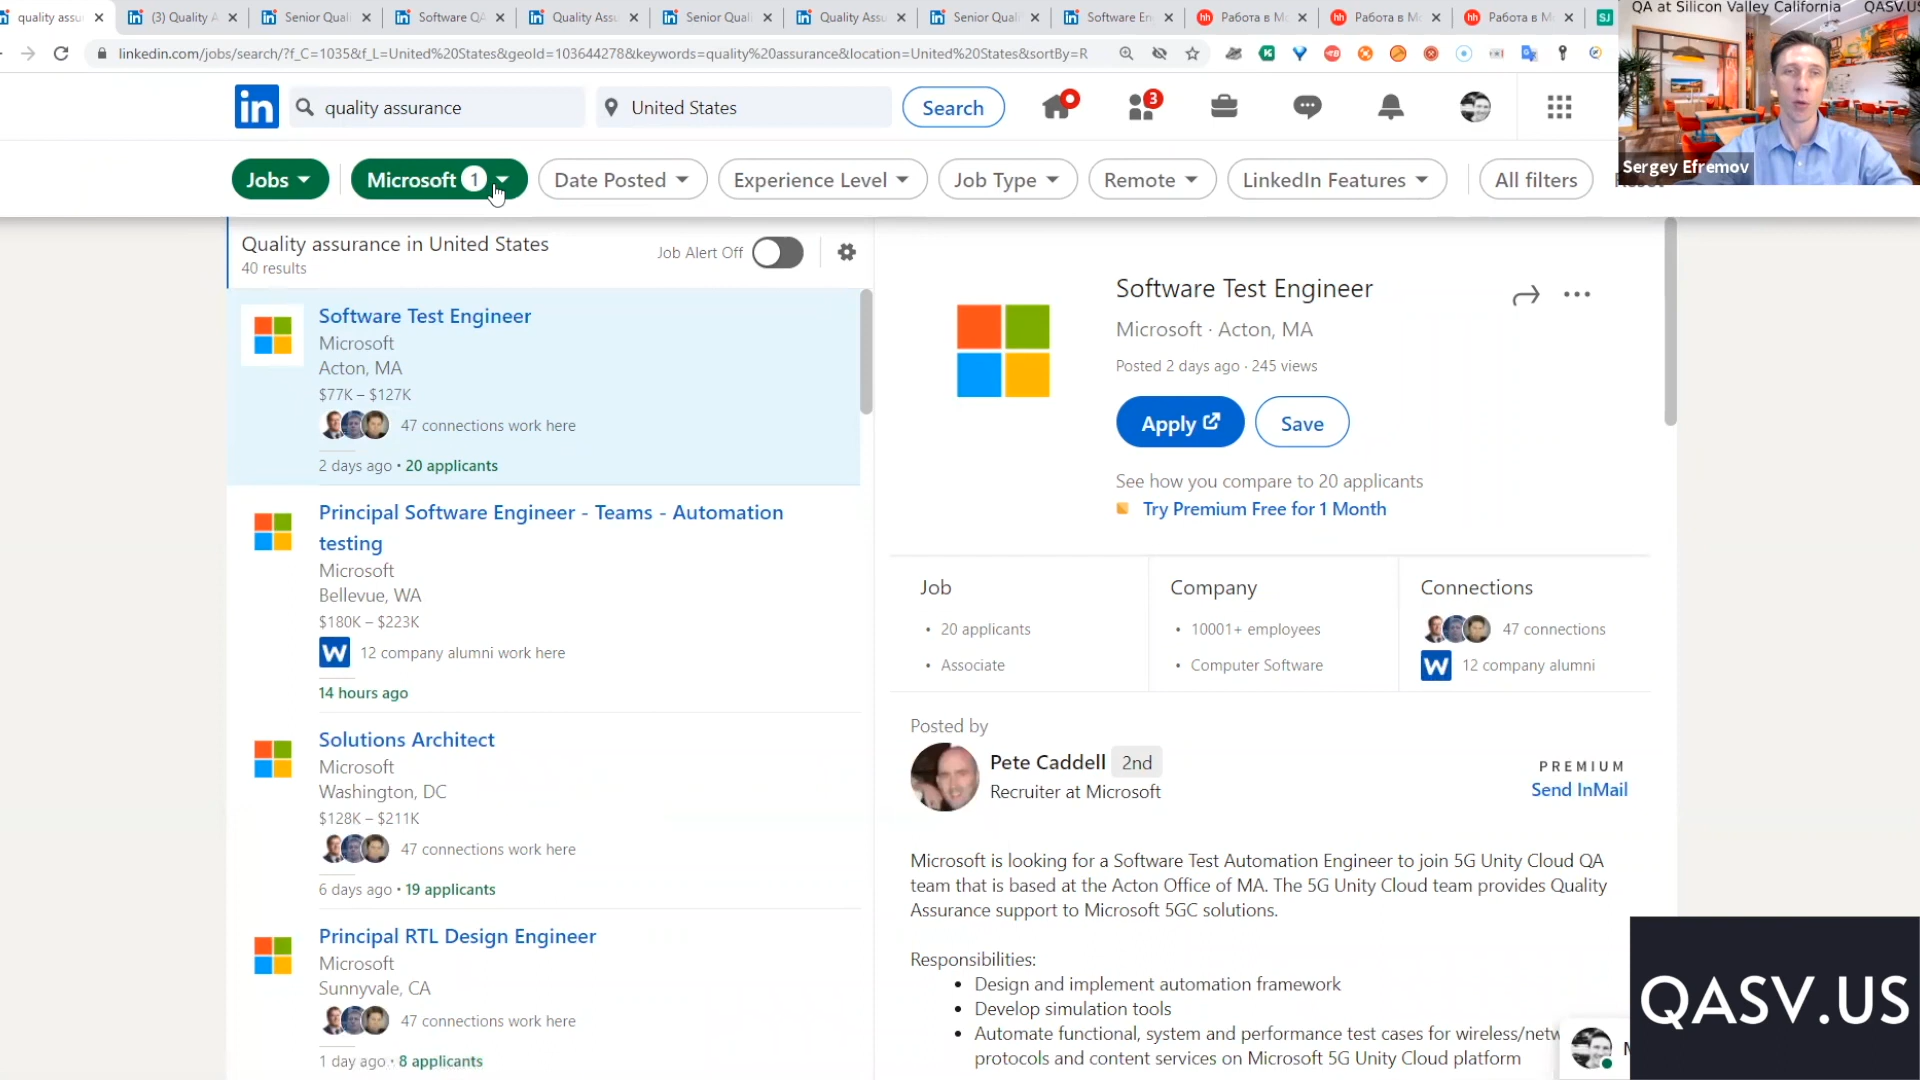 quality assu
(3) Quality A
Senior Qual
Software QA
Quality Assu
Senior Quali
Quality Assu
Senior Quali
Software En
Работа в Мо
Работа в Мо
Работа в М
SJ
QA at Silicon Valley California
QASV.US
linkedin.com/jobs/search/?f_C=1035&f_L=United%20States&geoId=103644278&keywords=quality%20assurance&location=United%20States&sortBy=R
in
quality assurance
United States
Search
3
Sergey Efremov
Jobs
Microsoft 1
Date Posted
Experience Level
Job Type
Remote
LinkedIn Features
All filters
Quality assurance in United States
40 results
Job Alert Off
Software Test Engineer
Microsoft
Acton, MA
$77K – $127K
47 connections work here
2 days ago • 20 applicants
Principal Software Engineer - Teams - Automation
testing
Microsoft
Bellevue, WA
$180K – $223K
W 12 company alumni work here
14 hours ago
Solutions Architect
Microsoft
Washington, DC
$128K – $211K
47 connections work here
6 days ago • 19 applicants
Principal RTL Design Engineer
Microsoft
Sunnyvale, CA
47 connections work here
1 day ago • 8 applicants
Software Test Engineer
Microsoft · Acton, MA
Posted 2 days ago · 245 views
Apply
Save
See how you compare to 20 applicants
Try Premium Free for 1 Month
Job
• 20 applicants
• Associate
Company
• 10001+ employees
• Computer Software
Connections
47 connections
W 12 company alumni
Posted by
Pete Caddell 2nd
Recruiter at Microsoft
PREMIUM
Send InMail
Microsoft is looking for a Software Test Automation Engineer to join 5G Unity Cloud QA
team that is based at the Acton Office of MA. The 5G Unity Cloud team provides Quality
Assurance support to Microsoft 5GC solutions.
Responsibilities:
• Design and implement automation framework
• Develop simulation tools
• Automate functional, system and performance test cases for wireless/netw
protocols and content services on Microsoft 5G Unity Cloud platform
QASV.US